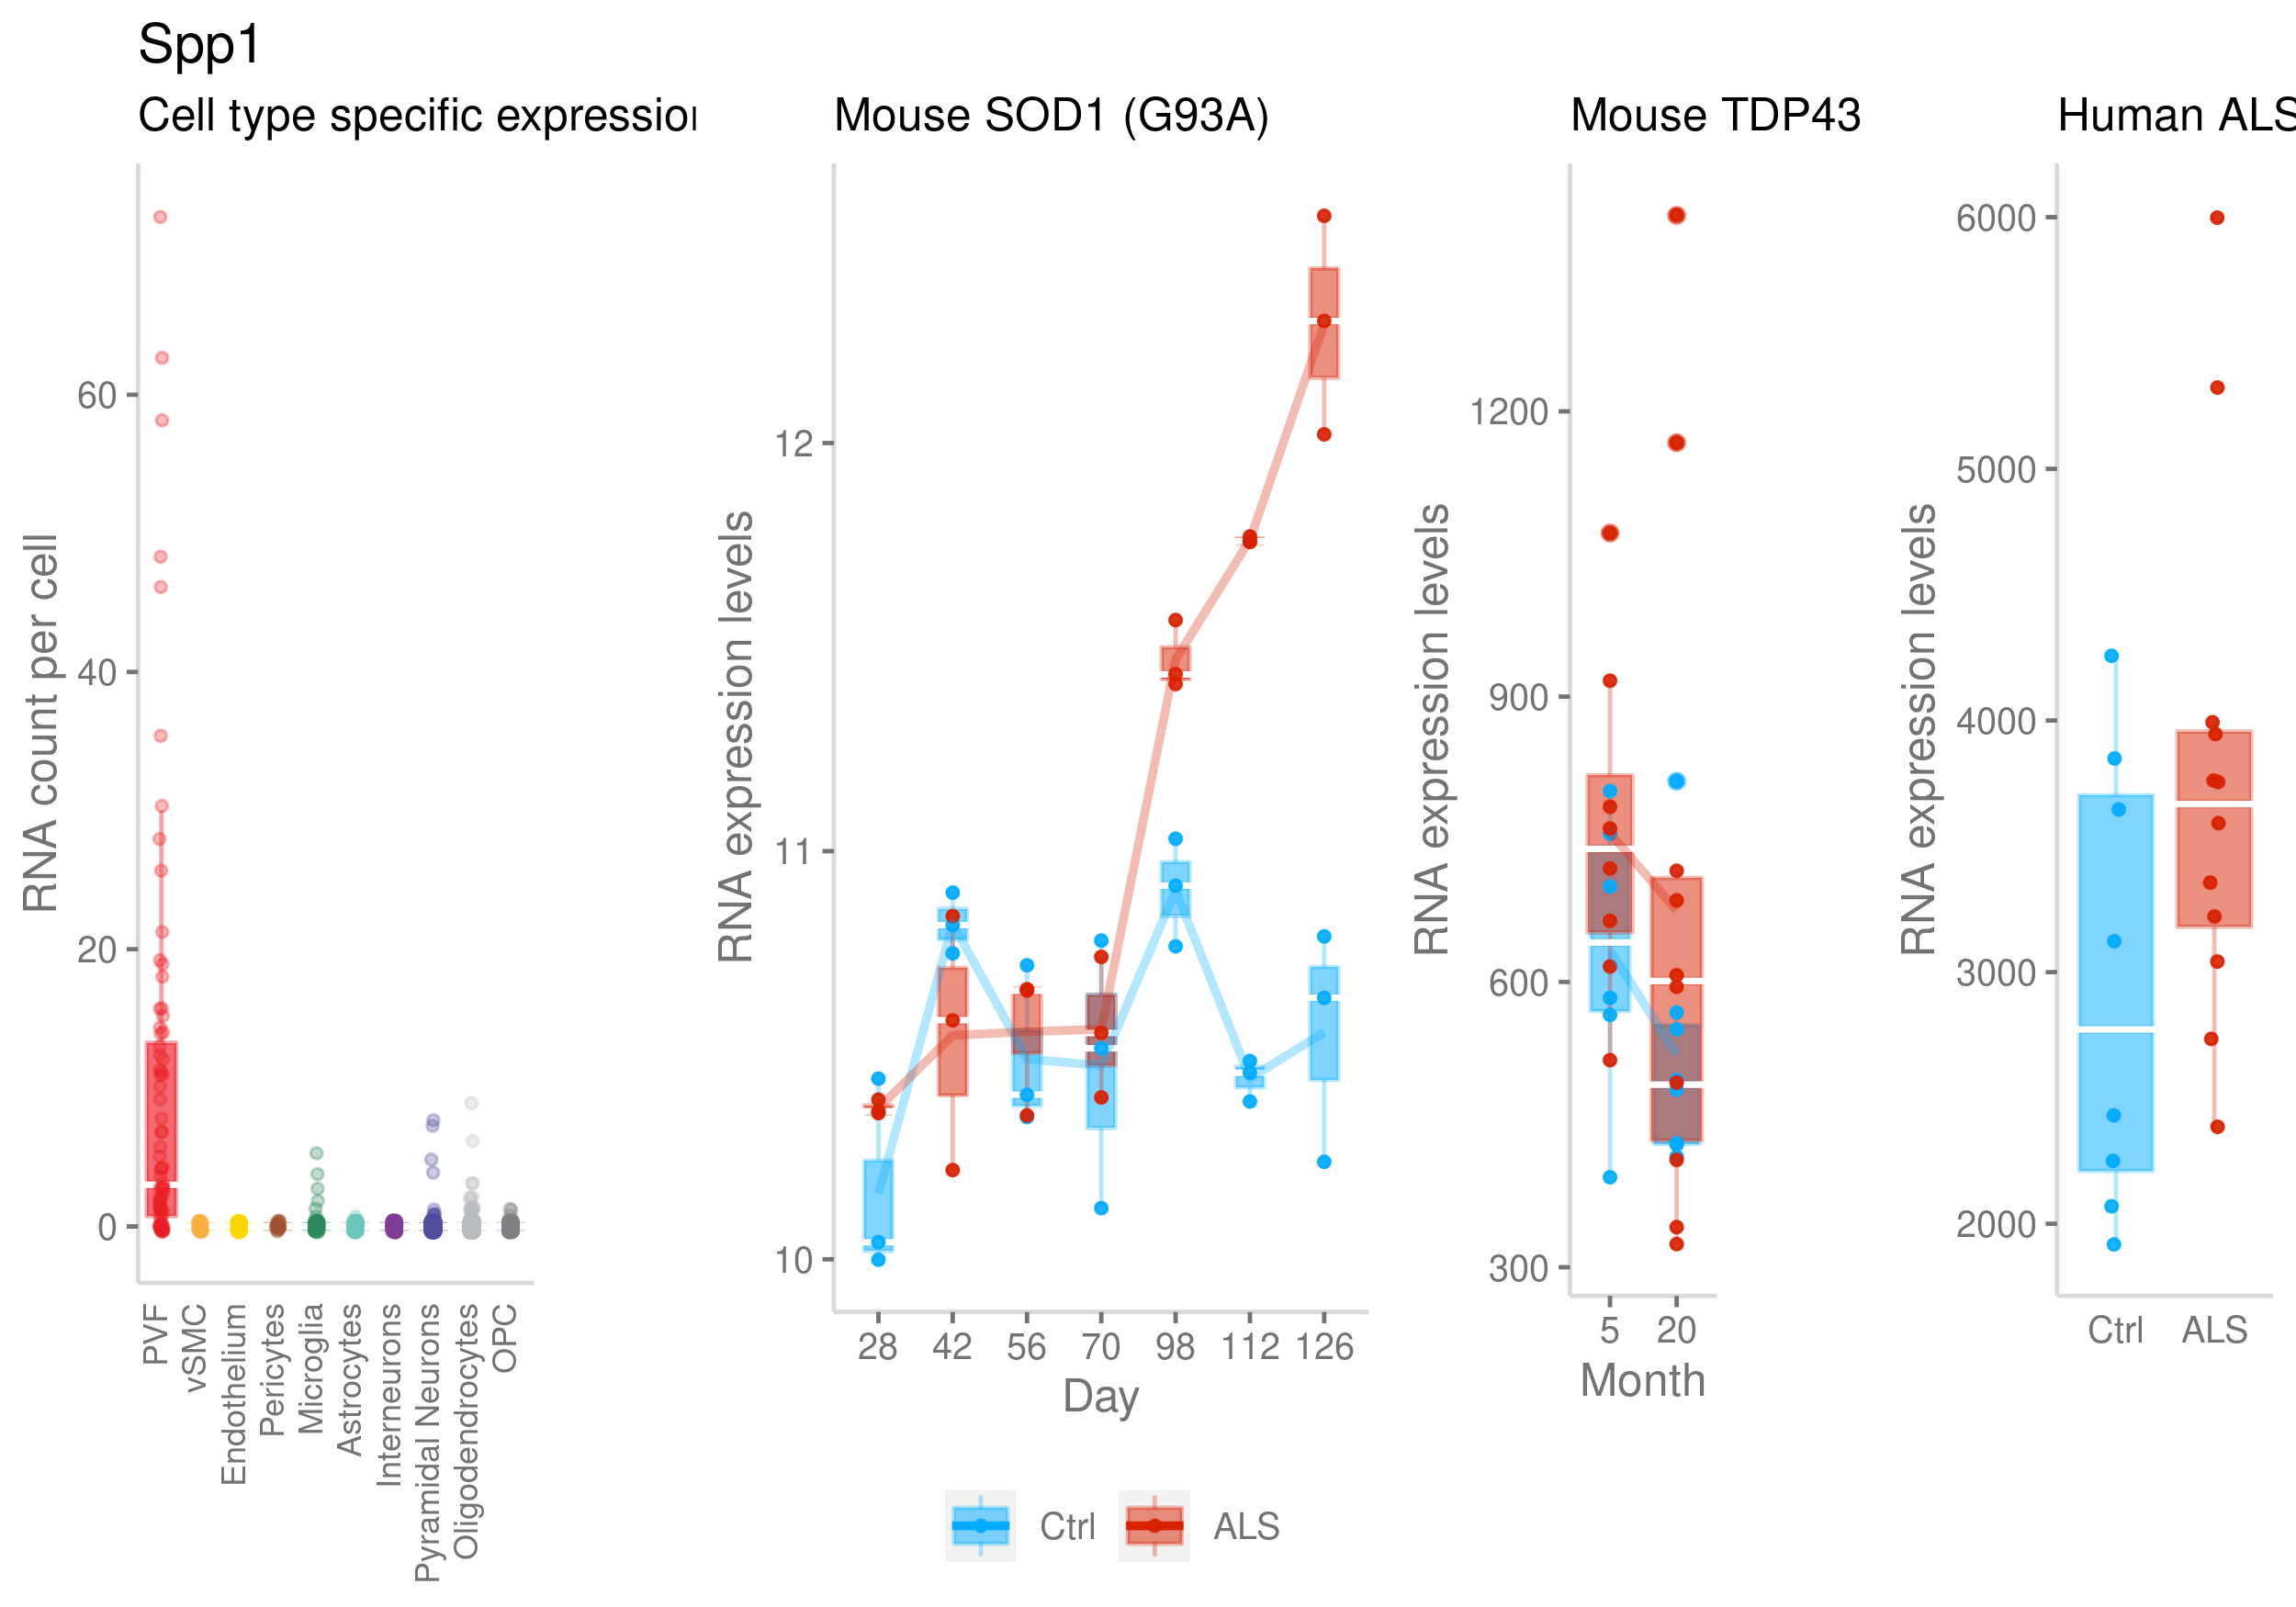 Spp1
Cell type specific expression
RNA count per cell
60
40
20
0
PVF
vSMC
Endothelium
Pericytes
Microglia
Astrocytes
Interneurons
Pyramidal Neurons
Oligodendrocytes
OPC
Mouse SOD1 (G93A)
RNA expression levels
12
11
10
28 42 56 70 98 112 126
Day
Mouse TDP43
RNA expression levels
1200
900
600
300
5 20
Month
Human ALS
RNA expression levels
6000
5000
4000
3000
2000
Ctrl ALS
Ctrl ALS